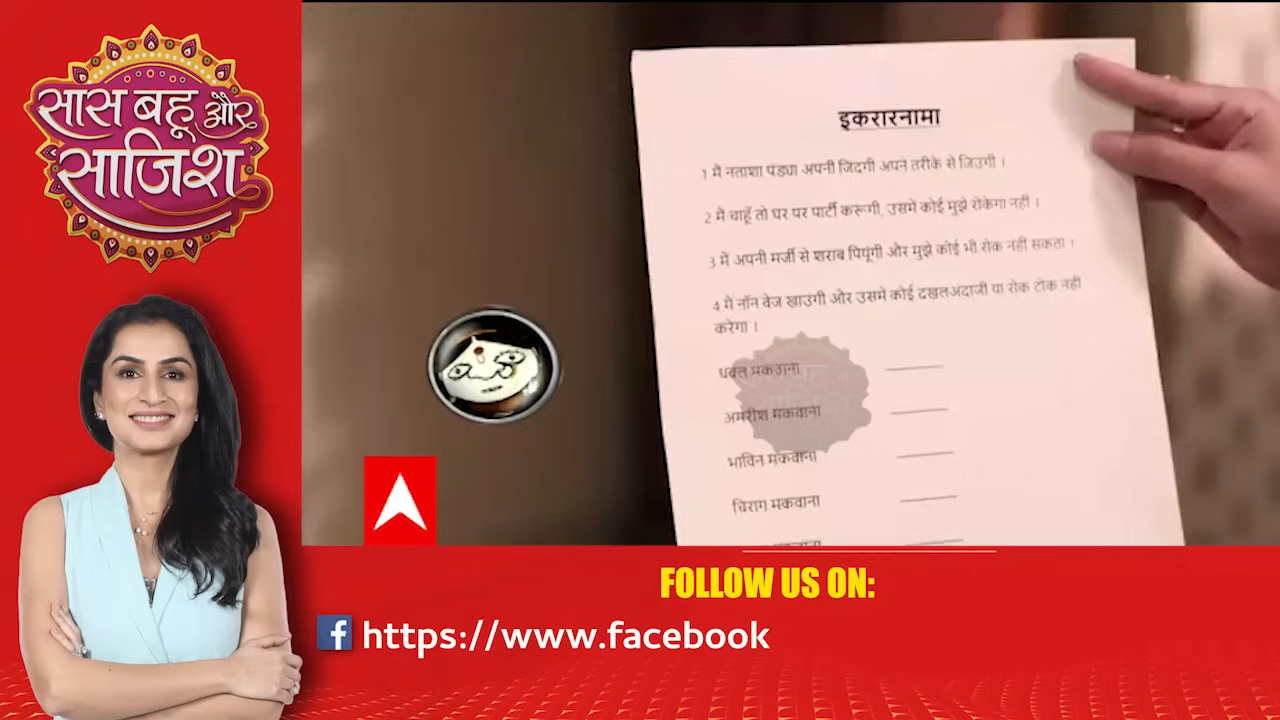 सास बहू और
साजिश
इकरारनामा
1 मैं नताशा पंड्या अपनी जिंदगी अपने तरीके से जिउंगी ।
2 मैं चाहूँ तो घर पर पार्टी करूंगी, उसमें कोई मुझे रोकेगा नहीं ।
3 मैं अपनी मर्जी से शराब पियूंगी और मुझे कोई भी रोक नहीं सकता ।
4 मैं नॉन वेज खाउंगी और उसमें कोई दखलअंदाजी या रोक टोक नहीं
करेगा ।
धवल मकवाना
अमरीश मकवाना
भाविन मकवाना
चिराग मकवाना
FOLLOW US ON:
https://www.facebook